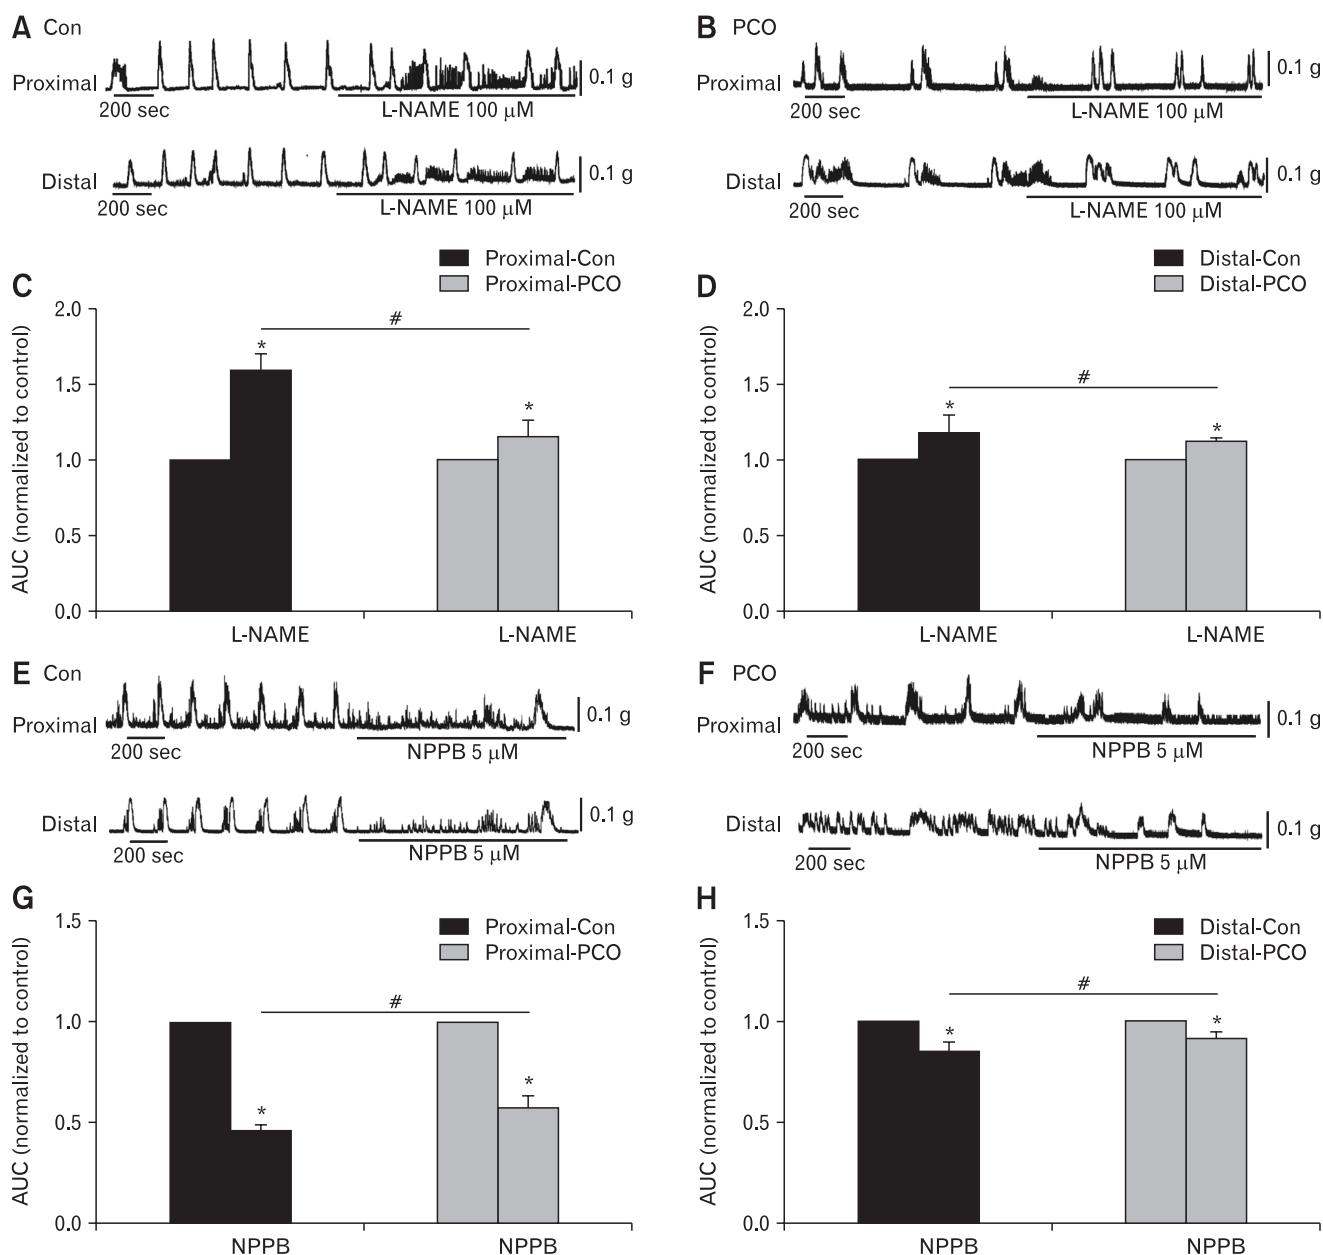 A Con
Proximal
0.1 g
200 sec
L-NAME 100 µM
Distal
0.1 g
200 sec
L-NAME 100 µM
B PCO
Proximal
0.1 g
200 sec
L-NAME 100 µM
Distal
0.1 g
200 sec
L-NAME 100 µM
C
Proximal-Con
Proximal-PCO
AUC (normalized to control)
2.0
1.5
1.0
0.5
0.0
*
#
*
L-NAME
L-NAME
D
Distal-Con
Distal-PCO
AUC (normalized to control)
2.0
1.5
1.0
0.5
0.0
*
#
*
L-NAME
L-NAME
E Con
Proximal
0.1 g
200 sec
NPPB 5 µM
Distal
0.1 g
200 sec
NPPB 5 µM
F PCO
Proximal
0.1 g
200 sec
NPPB 5 µM
Distal
0.1 g
200 sec
NPPB 5 µM
G
Proximal-Con
Proximal-PCO
AUC (normalized to control)
1.5
1.0
0.5
0.0
*
#
*
NPPB
NPPB
H
Distal-Con
Distal-PCO
AUC (normalized to control)
1.5
1.0
0.5
0.0
*
#
*
NPPB
NPPB